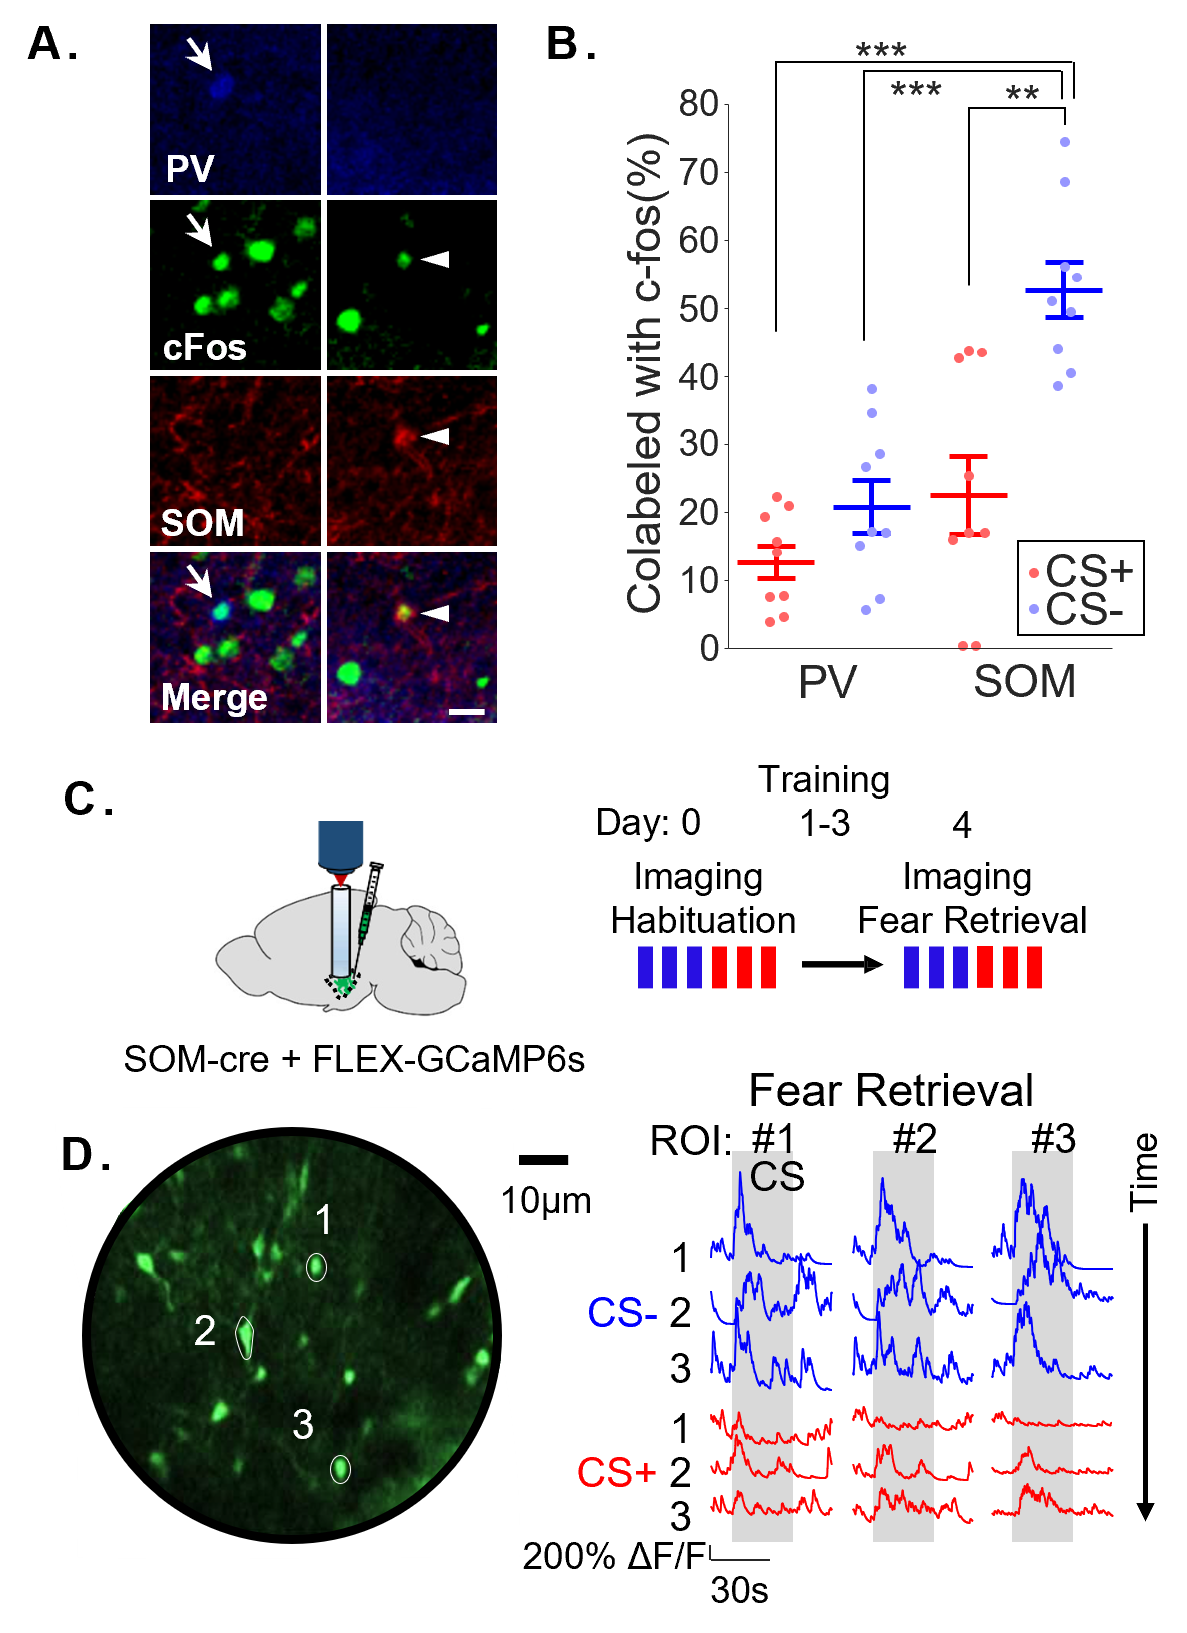 A.
PV
cFos
SOM
Merge
B.
***
***
**
Colabeled with c-fos(%)
80
70
60
50
40
30
20
10
0
CS+
CS-
PV SOM
C.
SOM-cre + FLEX-GCaMP6s
Training
Day: 0 1-3 4
Imaging Imaging
Habituation Fear Retrieval
D.
1
2
3
10μm
Fear Retrieval
ROI: #1 #2 #3
CS
Time
1
CS- 2
3
1
CS+ 2
3
200% ΔF/F
30s